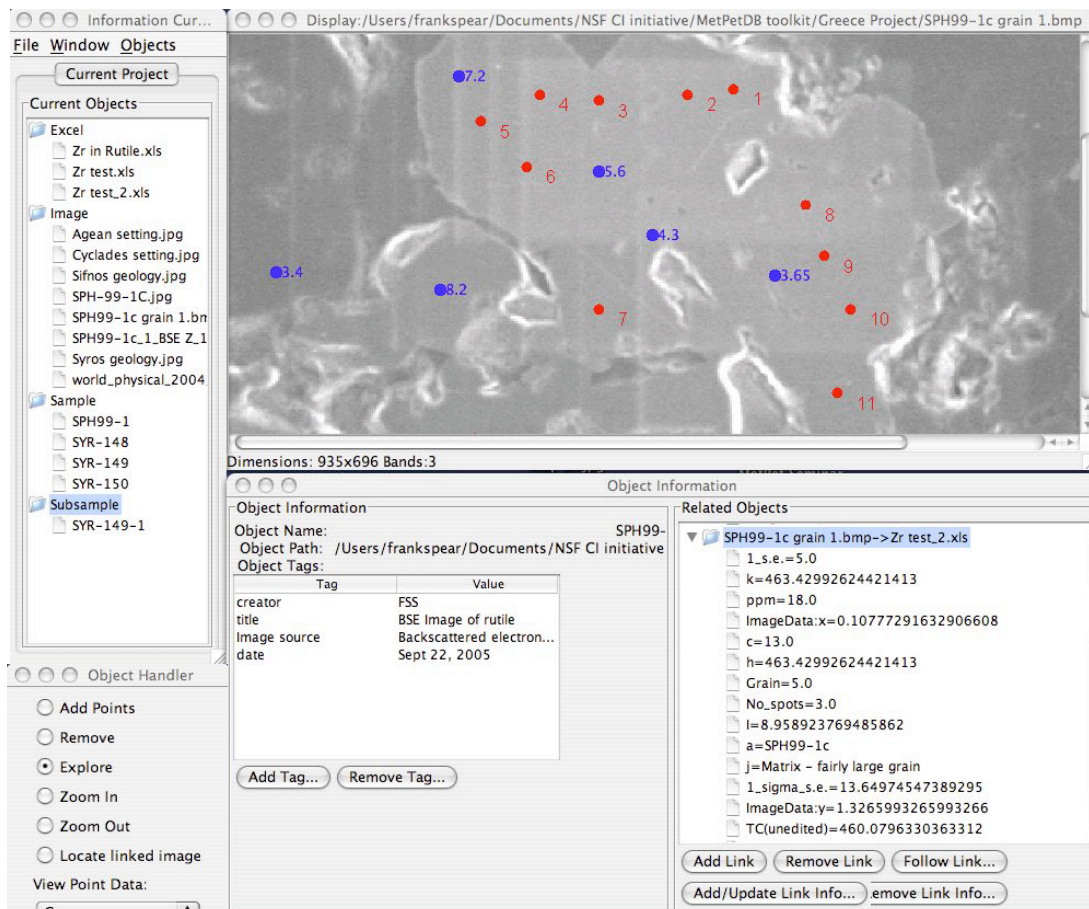 Information Cur...
File Window Objects
Current Project
Current Objects
Excel
Zr in Rutile.xls
Zr test.xls
Zr test_2.xls
Image
Agean setting.jpg
Cyclades setting.jpg
Sifnos geology.jpg
SPH-99-1C.jpg
SPH99-1c grain 1.bm
SPH99-1c_1_BSE Z_1
Syros geology.jpg
world_physical_2004
Sample
SPH99-1
SYR-148
SYR-149
SYR-150
Subsample
SYR-149-1
Object Handler
Add Points
Remove
Explore
Zoom In
Zoom Out
Locate linked image
View Point Data:
Display:/Users/frankspear/Documents/NSF CI initiative/MetPetDB toolkit/Greece Project/SPH99-1c grain 1.bmp
7.2
4
3
2
1
5
6
5.6
8
4.3
9
3.4
8.2
3.65
7
10
11
Dimensions: 935x696 Bands:3
Object Information
Object Information
Object Name: SPH99-
Object Path: /Users/frankspear/Documents/NSF CI initiative
Object Tags:
Tag Value
creator FSS
title BSE Image of rutile
Image source Backscattered electron...
date Sept 22, 2005
Add Tag... Remove Tag...
Related Objects
SPH99-1c grain 1.bmp->Zr test_2.xls
1_s.e.=5.0
k=463.42992624421413
ppm=18.0
ImageData:x=0.10777291632906608
c=13.0
h=463.42992624421413
Grain=5.0
No_spots=3.0
l=8.958923769485862
a=SPH99-1c
j=Matrix - fairly large grain
1_sigma_s.e.=13.64974547389295
ImageData:y=1.3265993265993266
TC(unedited)=460.0796330363312
Add Link Remove Link Follow Link...
Add/Update Link Info... emove Link Info...